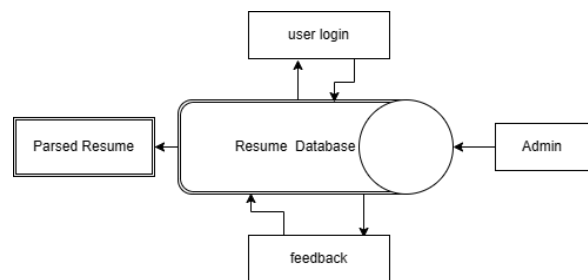 user login
Parsed Resume
Resume Database
Admin
feedback